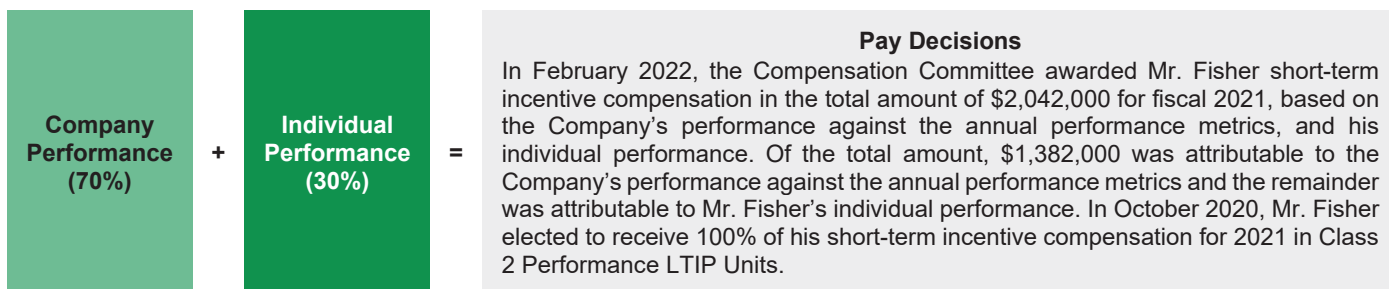 Company
Performance
(70%)
+
Individual
Performance
(30%)
=
Pay Decisions
In February 2022, the Compensation Committee awarded Mr. Fisher short-term
incentive compensation in the total amount of $2,042,000 for fiscal 2021, based on
the Company’s performance against the annual performance metrics, and his
individual performance. Of the total amount, $1,382,000 was attributable to the
Company’s performance against the annual performance metrics and the remainder
was attributable to Mr. Fisher’s individual performance. In October 2020, Mr. Fisher
elected to receive 100% of his short-term incentive compensation for 2021 in Class
2 Performance LTIP Units.